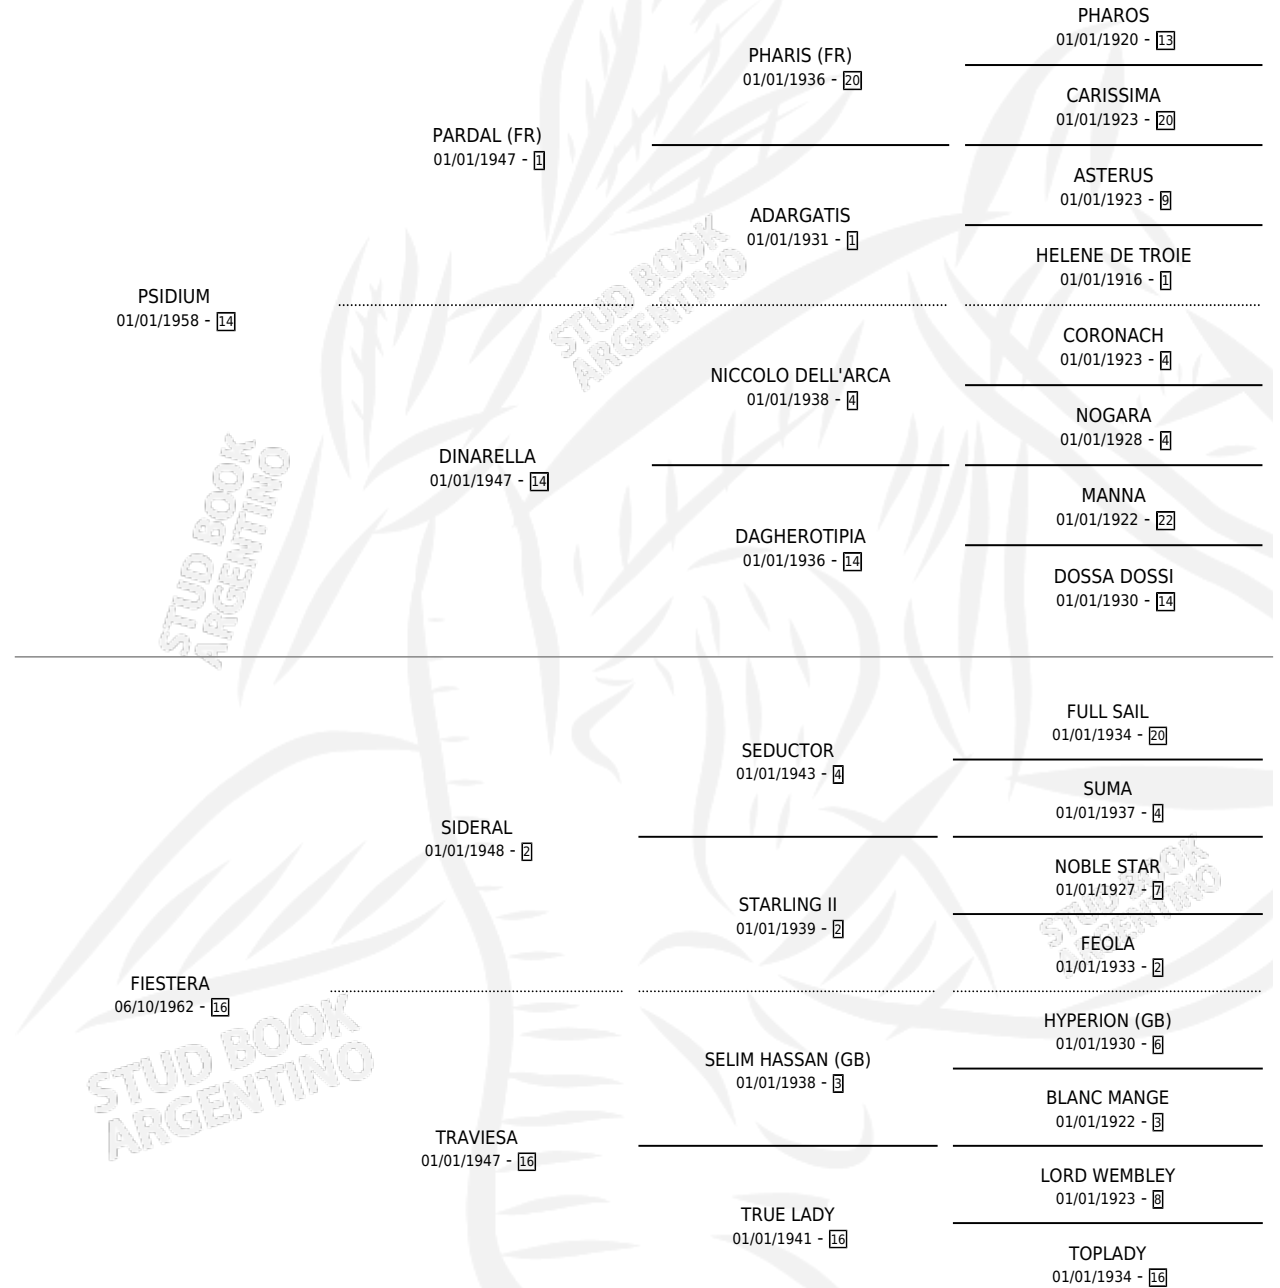 PHAROS
01/01/1920 - 13
PHARIS (FR)
01/01/1936 - 20
CARISSIMA
01/01/1923 - 20
PARDAL (FR)
01/01/1947 - 1
ASTERUS
01/01/1923 - 9
ADARGATIS
01/01/1931 - 1
HELENE DE TROIE
01/01/1916 - 1
PSIDIUM
01/01/1958 - 14
STUD BOOK
ARGENTINO
CORONACH
01/01/1923 - 4
NICCOLO DELL'ARCA
01/01/1938 - 4
NOGARA
01/01/1928 - 4
DINARELLA
01/01/1947 - 14
STUD BOOK
ARGENTINO
MANNA
01/01/1922 - 22
DAGHEROTIPIA
01/01/1936 - 14
DOSSA DOSSI
01/01/1930 - 14
FULL SAIL
01/01/1934 - 20
SEDUCTOR
01/01/1943 - 4
SUMA
01/01/1937 - 4
SIDERAL
01/01/1948 - 2
NOBLE STAR
01/01/1927 - 7
STUD BOOK
ARGENTINO
STARLING II
01/01/1939 - 2
FEOLA
01/01/1933 - 2
FIESTERA
06/10/1962 - 16
STUD BOOK
ARGENTINO
HYPERION (GB)
01/01/1930 - 6
SELIM HASSAN (GB)
01/01/1938 - 3
BLANC MANGE
01/01/1922 - 3
TRAVIESA
01/01/1947 - 16
LORD WEMBLEY
01/01/1923 - 8
TRUE LADY
01/01/1941 - 16
TOPLADY
01/01/1934 - 16